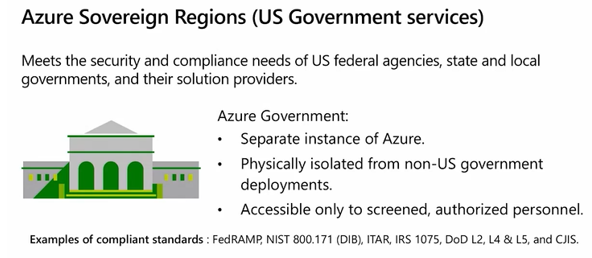 Azure Sovereign Regions (US Government services)
Meets the security and compliance needs of US federal agencies, state and local
governments, and their solution providers.
Azure Government:
• Separate instance of Azure.
• Physically isolated from non-US government
deployments.
• Accessible only to screened, authorized personnel.
Examples of compliant standards : FedRAMP, NIST 800.171 (DIB), ITAR, IRS 1075, DoD L2, L4 & L5, and CJIS.